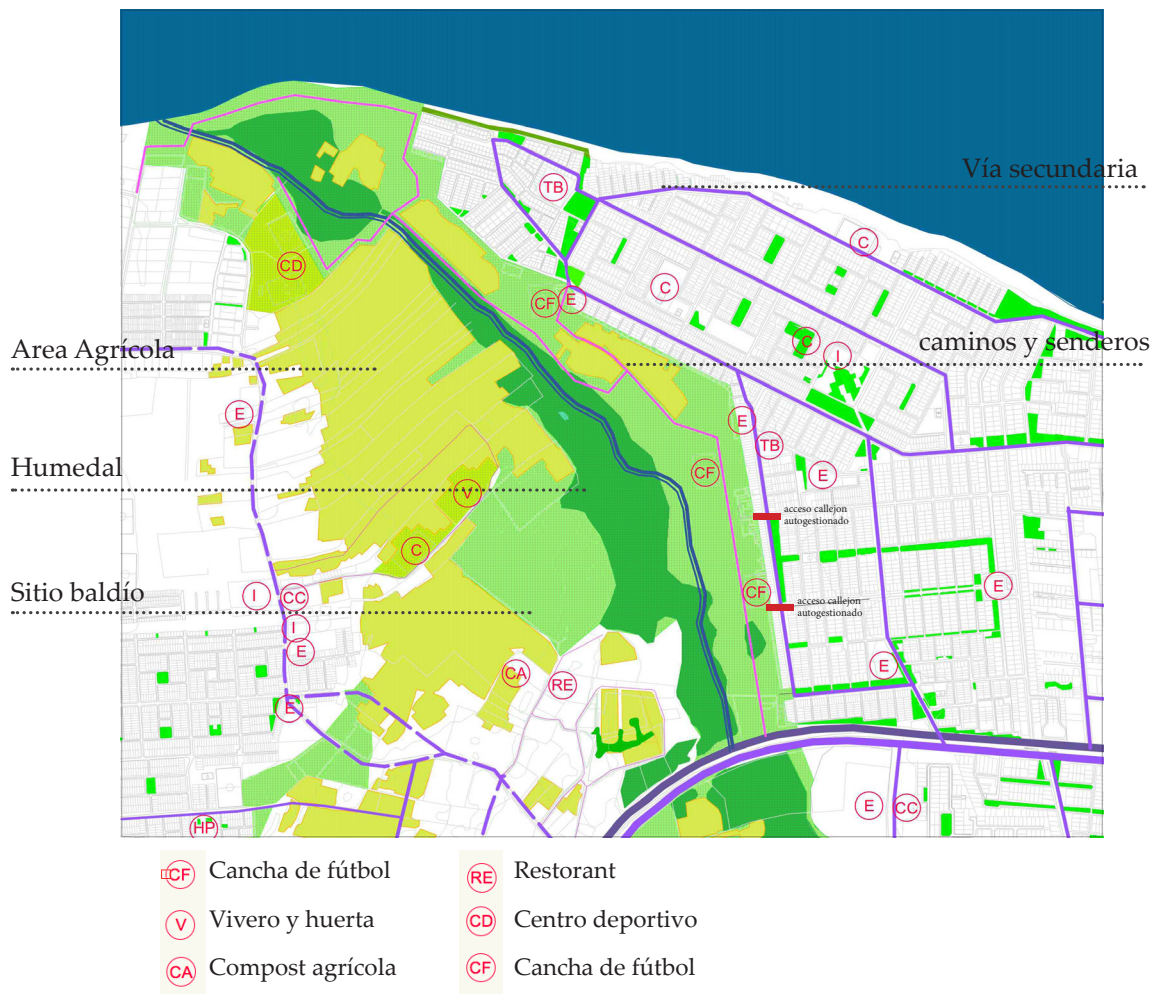 Vía secundaria
TB
C
CD
C
CF
E
C
I
Area Agrícola
caminos y senderos
E
E
TB
Humedal
CF
E
V
acceso callejon
autogestionado
C
Sitio baldío
I
CC
CF
E
acceso callejon
autogestionado
I
E
CA
RE
E
E
E
CC
HP
CF Cancha de fútbol
RE Restorant
V Vivero y huerta
CD Centro deportivo
CA Compost agrícola
CF Cancha de fútbol